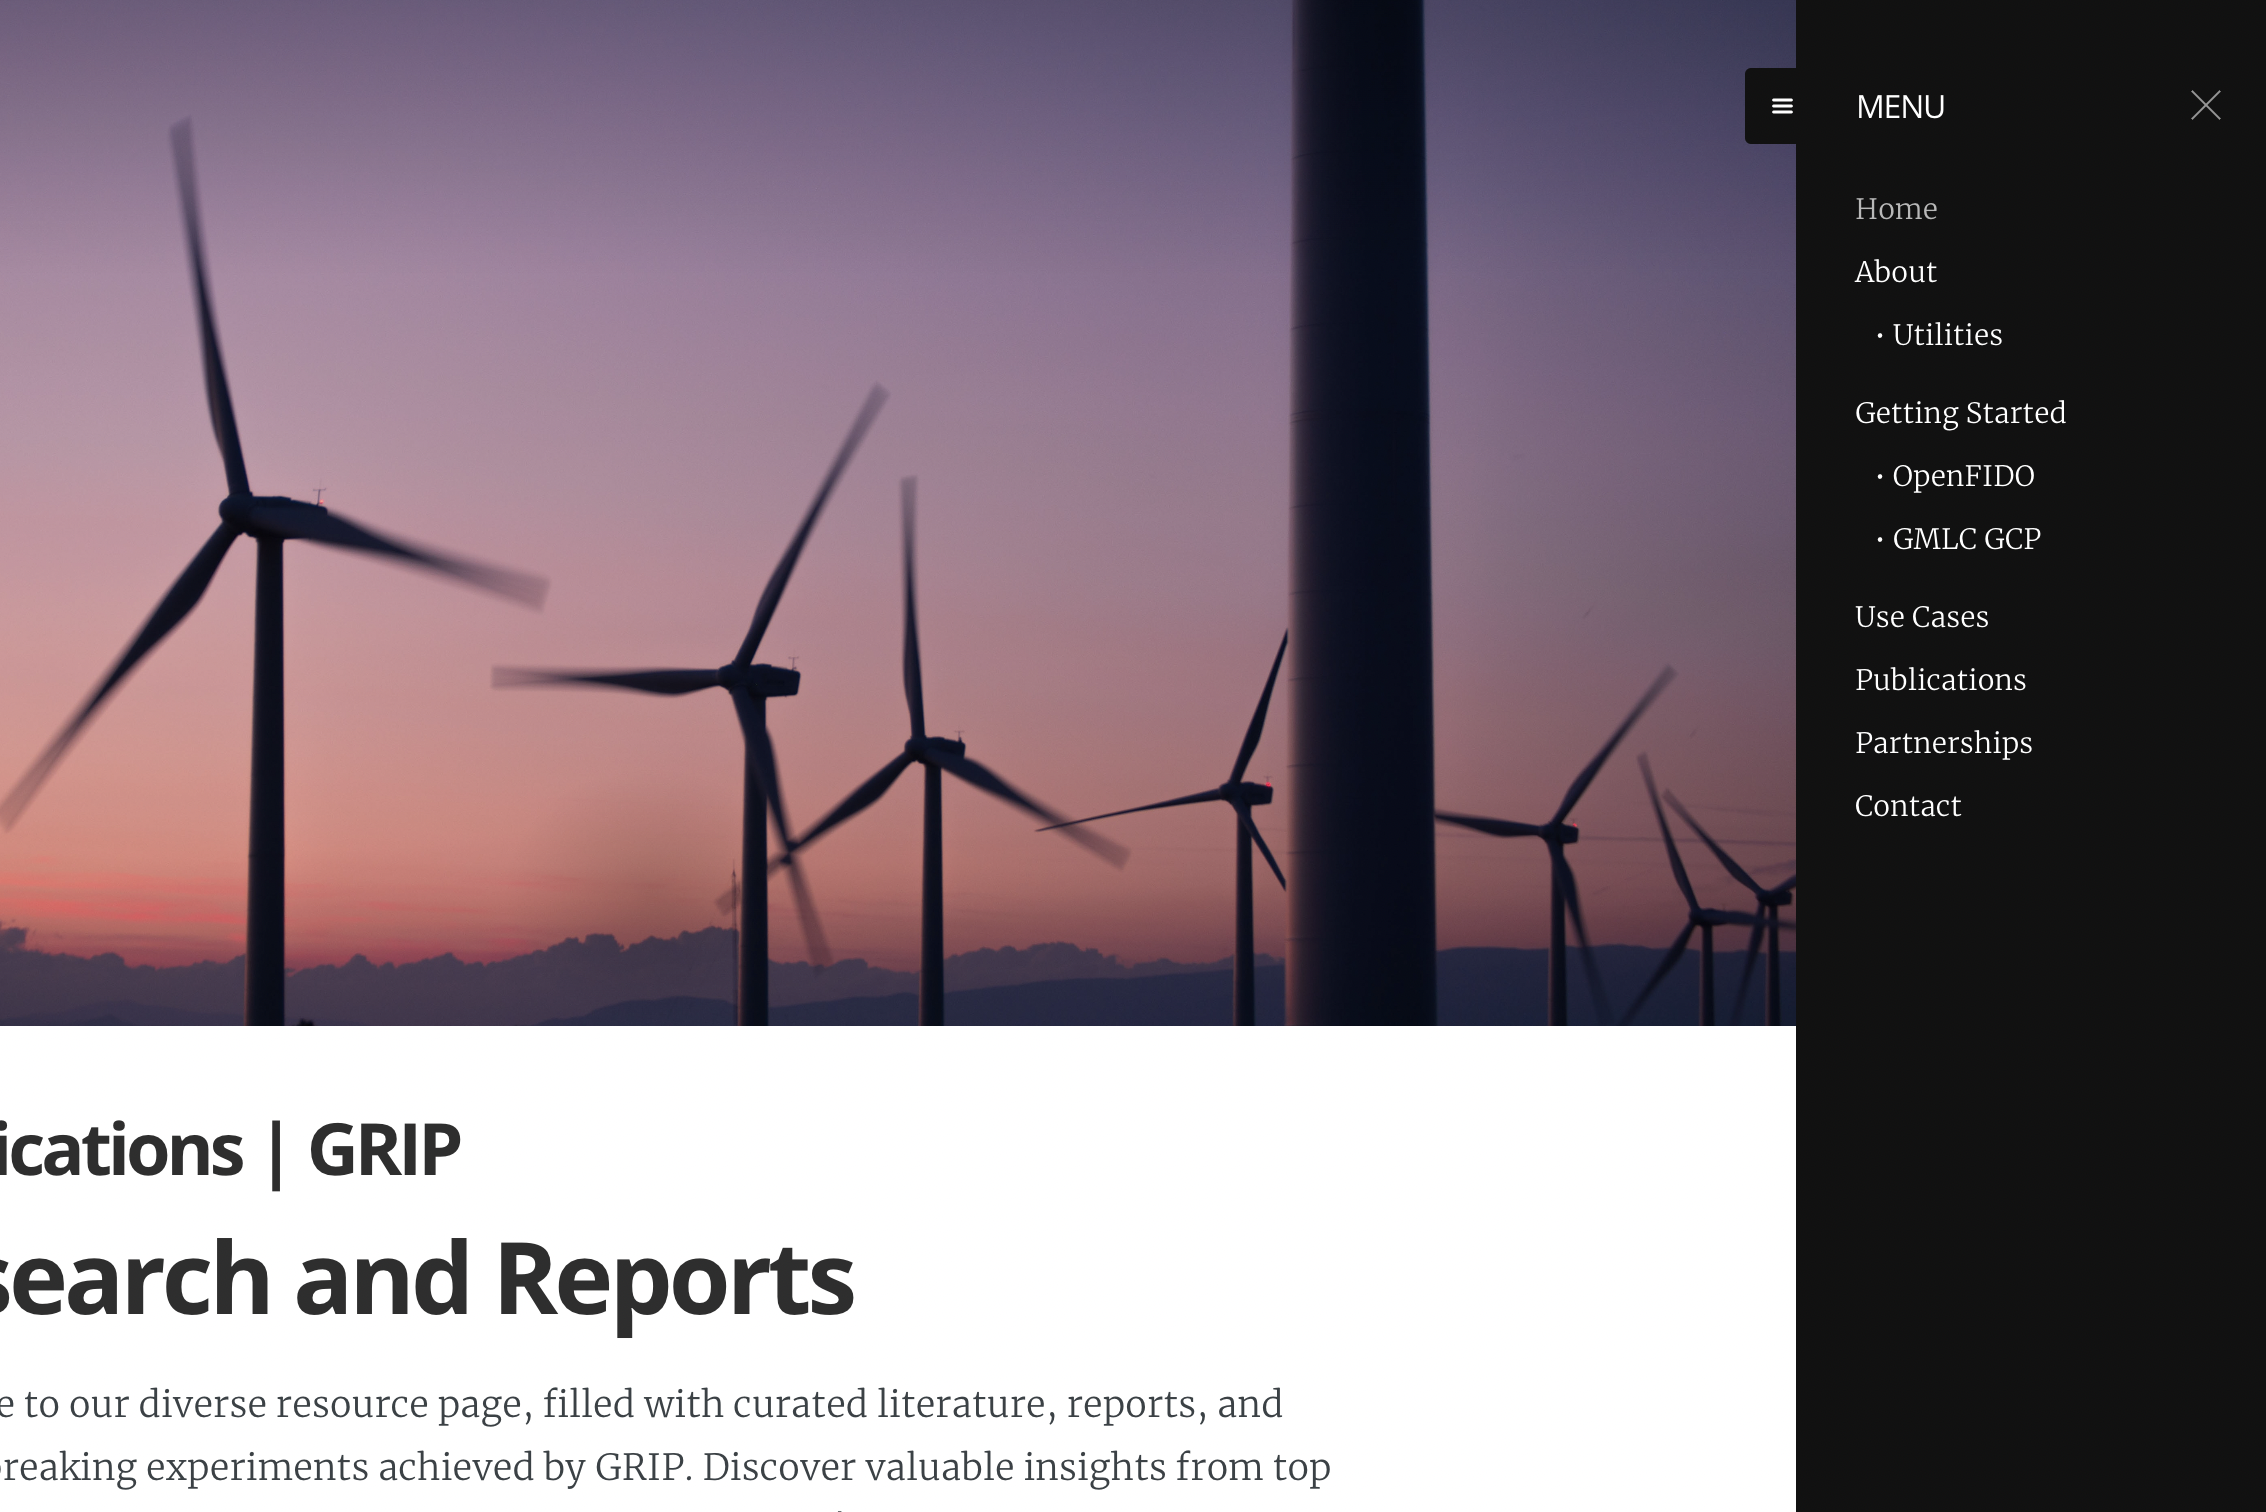 MENU
Home
About
• Utilities
Getting Started
• OpenFIDO
• GMLC GCP
Use Cases
Publications
Partnerships
Contact
ications | GRIP
search and Reports
e to our diverse resource page, filled with curated literature, reports, and
breaking experiments achieved by GRIP. Discover valuable insights from top